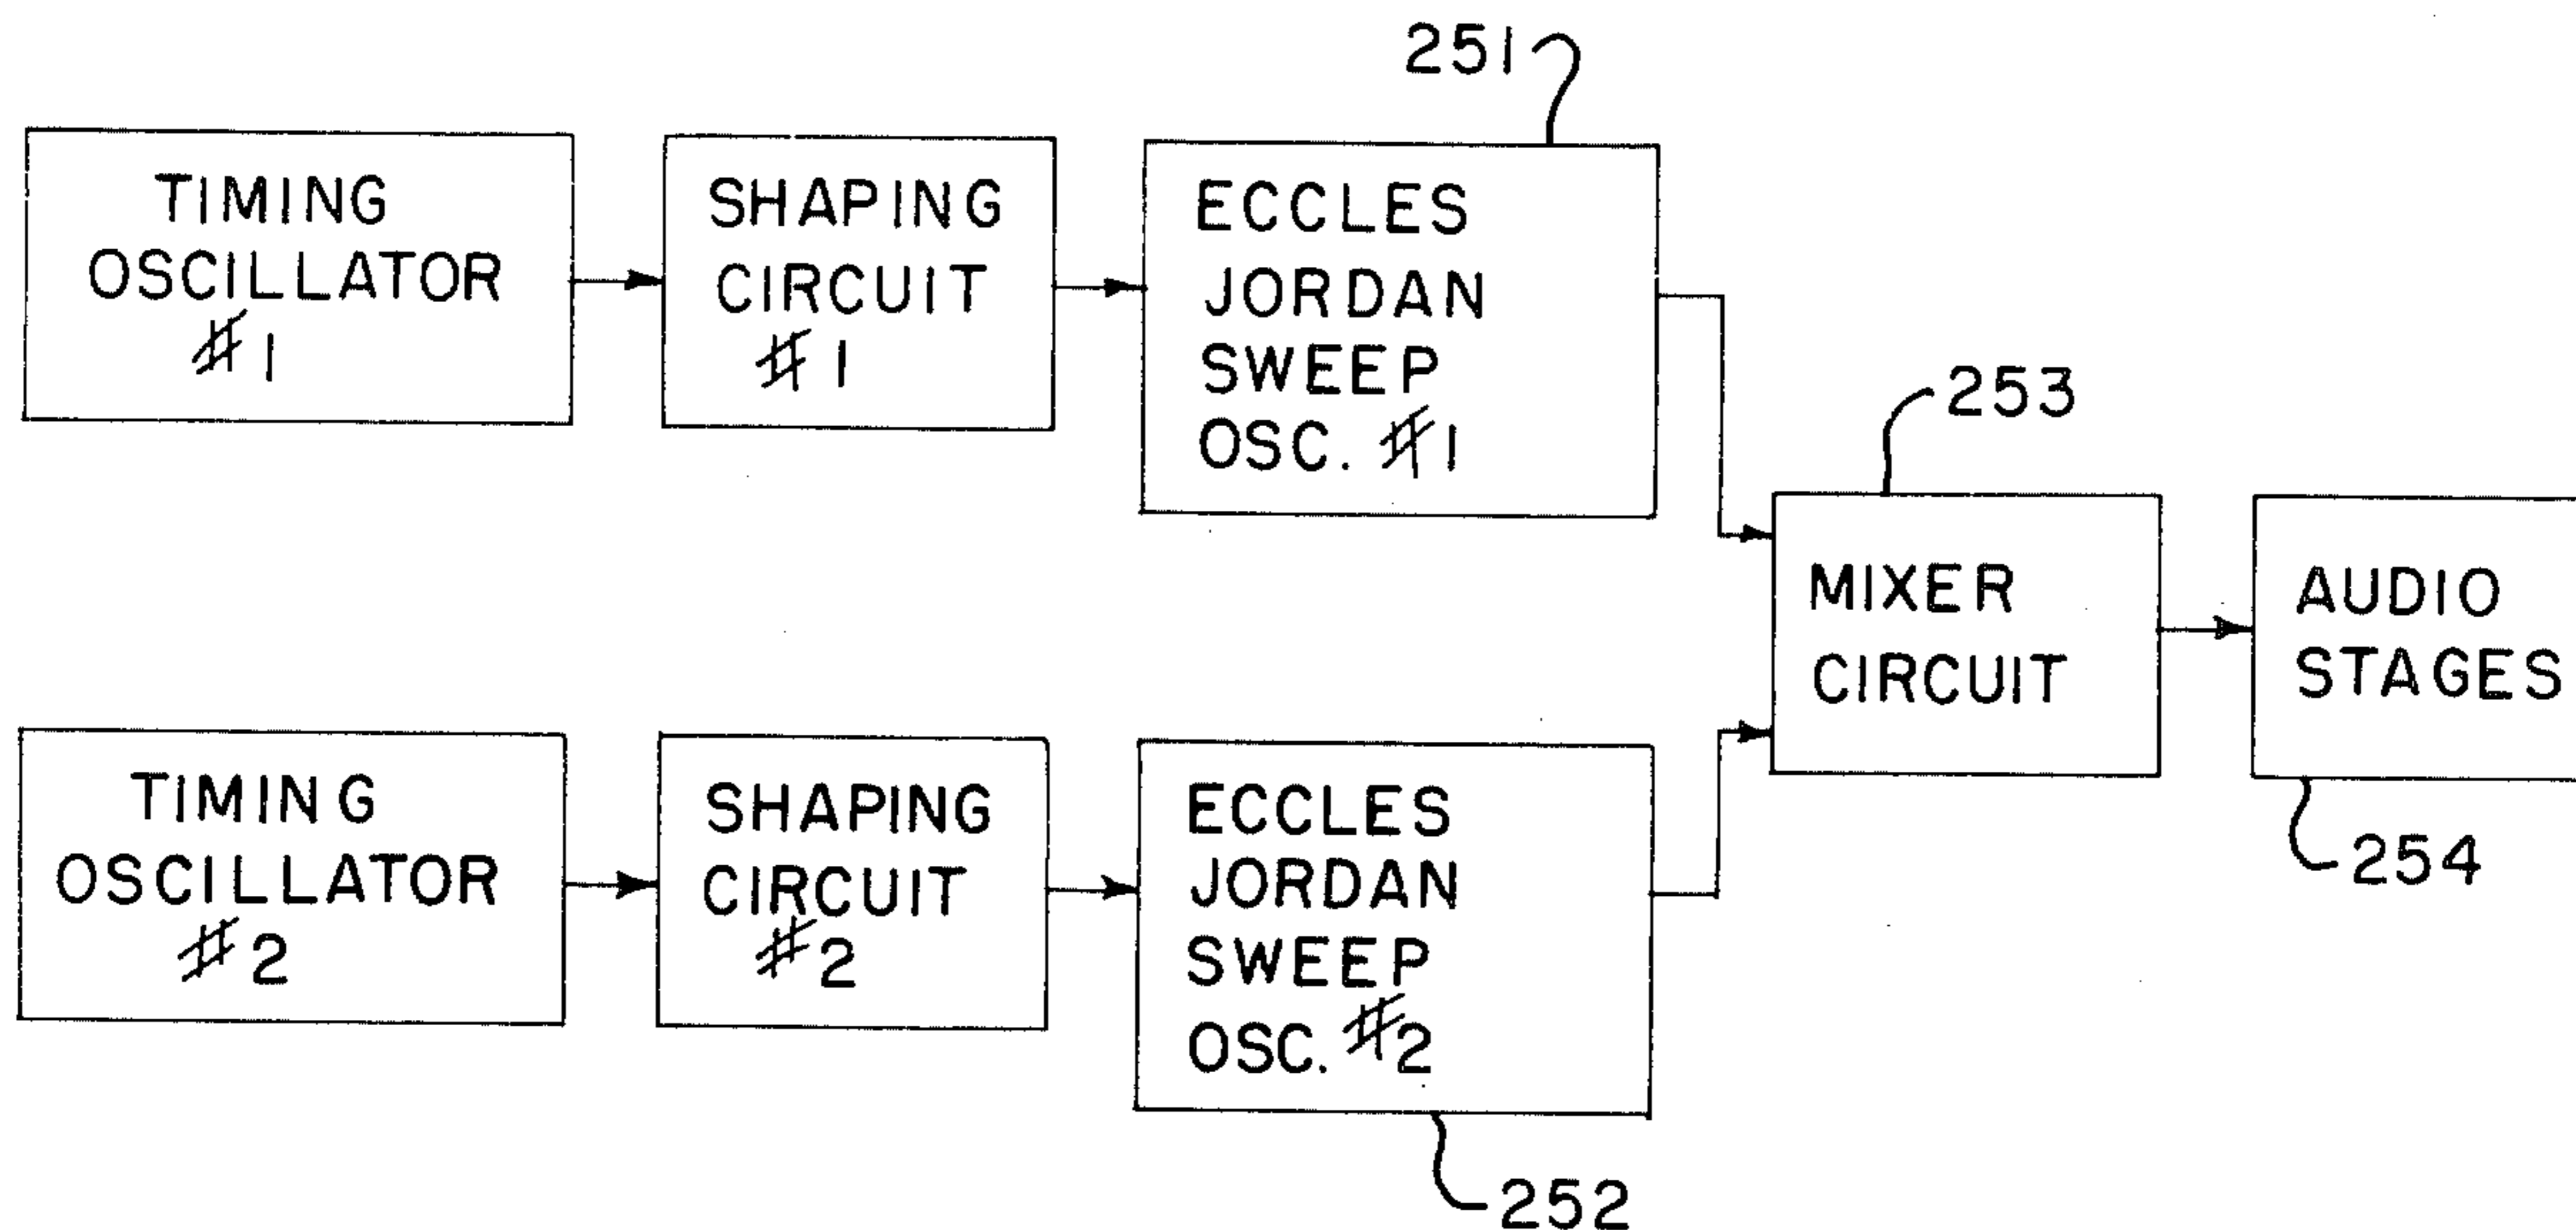 251
TIMING
OSCILLATOR
#1
SHAPING
CIRCUIT
#1
ECCLES
JORDAN
SWEEP
OSC. #1
253
MIXER
CIRCUIT
AUDIO
STAGES
254
TIMING
OSCILLATOR
#2
SHAPING
CIRCUIT
#2
ECCLES
JORDAN
SWEEP
OSC. #2
252